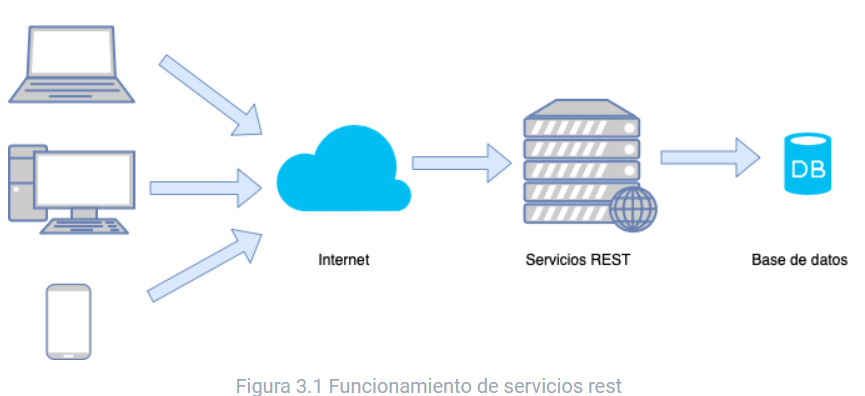 DB
Internet
Servicios REST
Base de datos
Figura 3.1 Funcionamiento de servicios rest